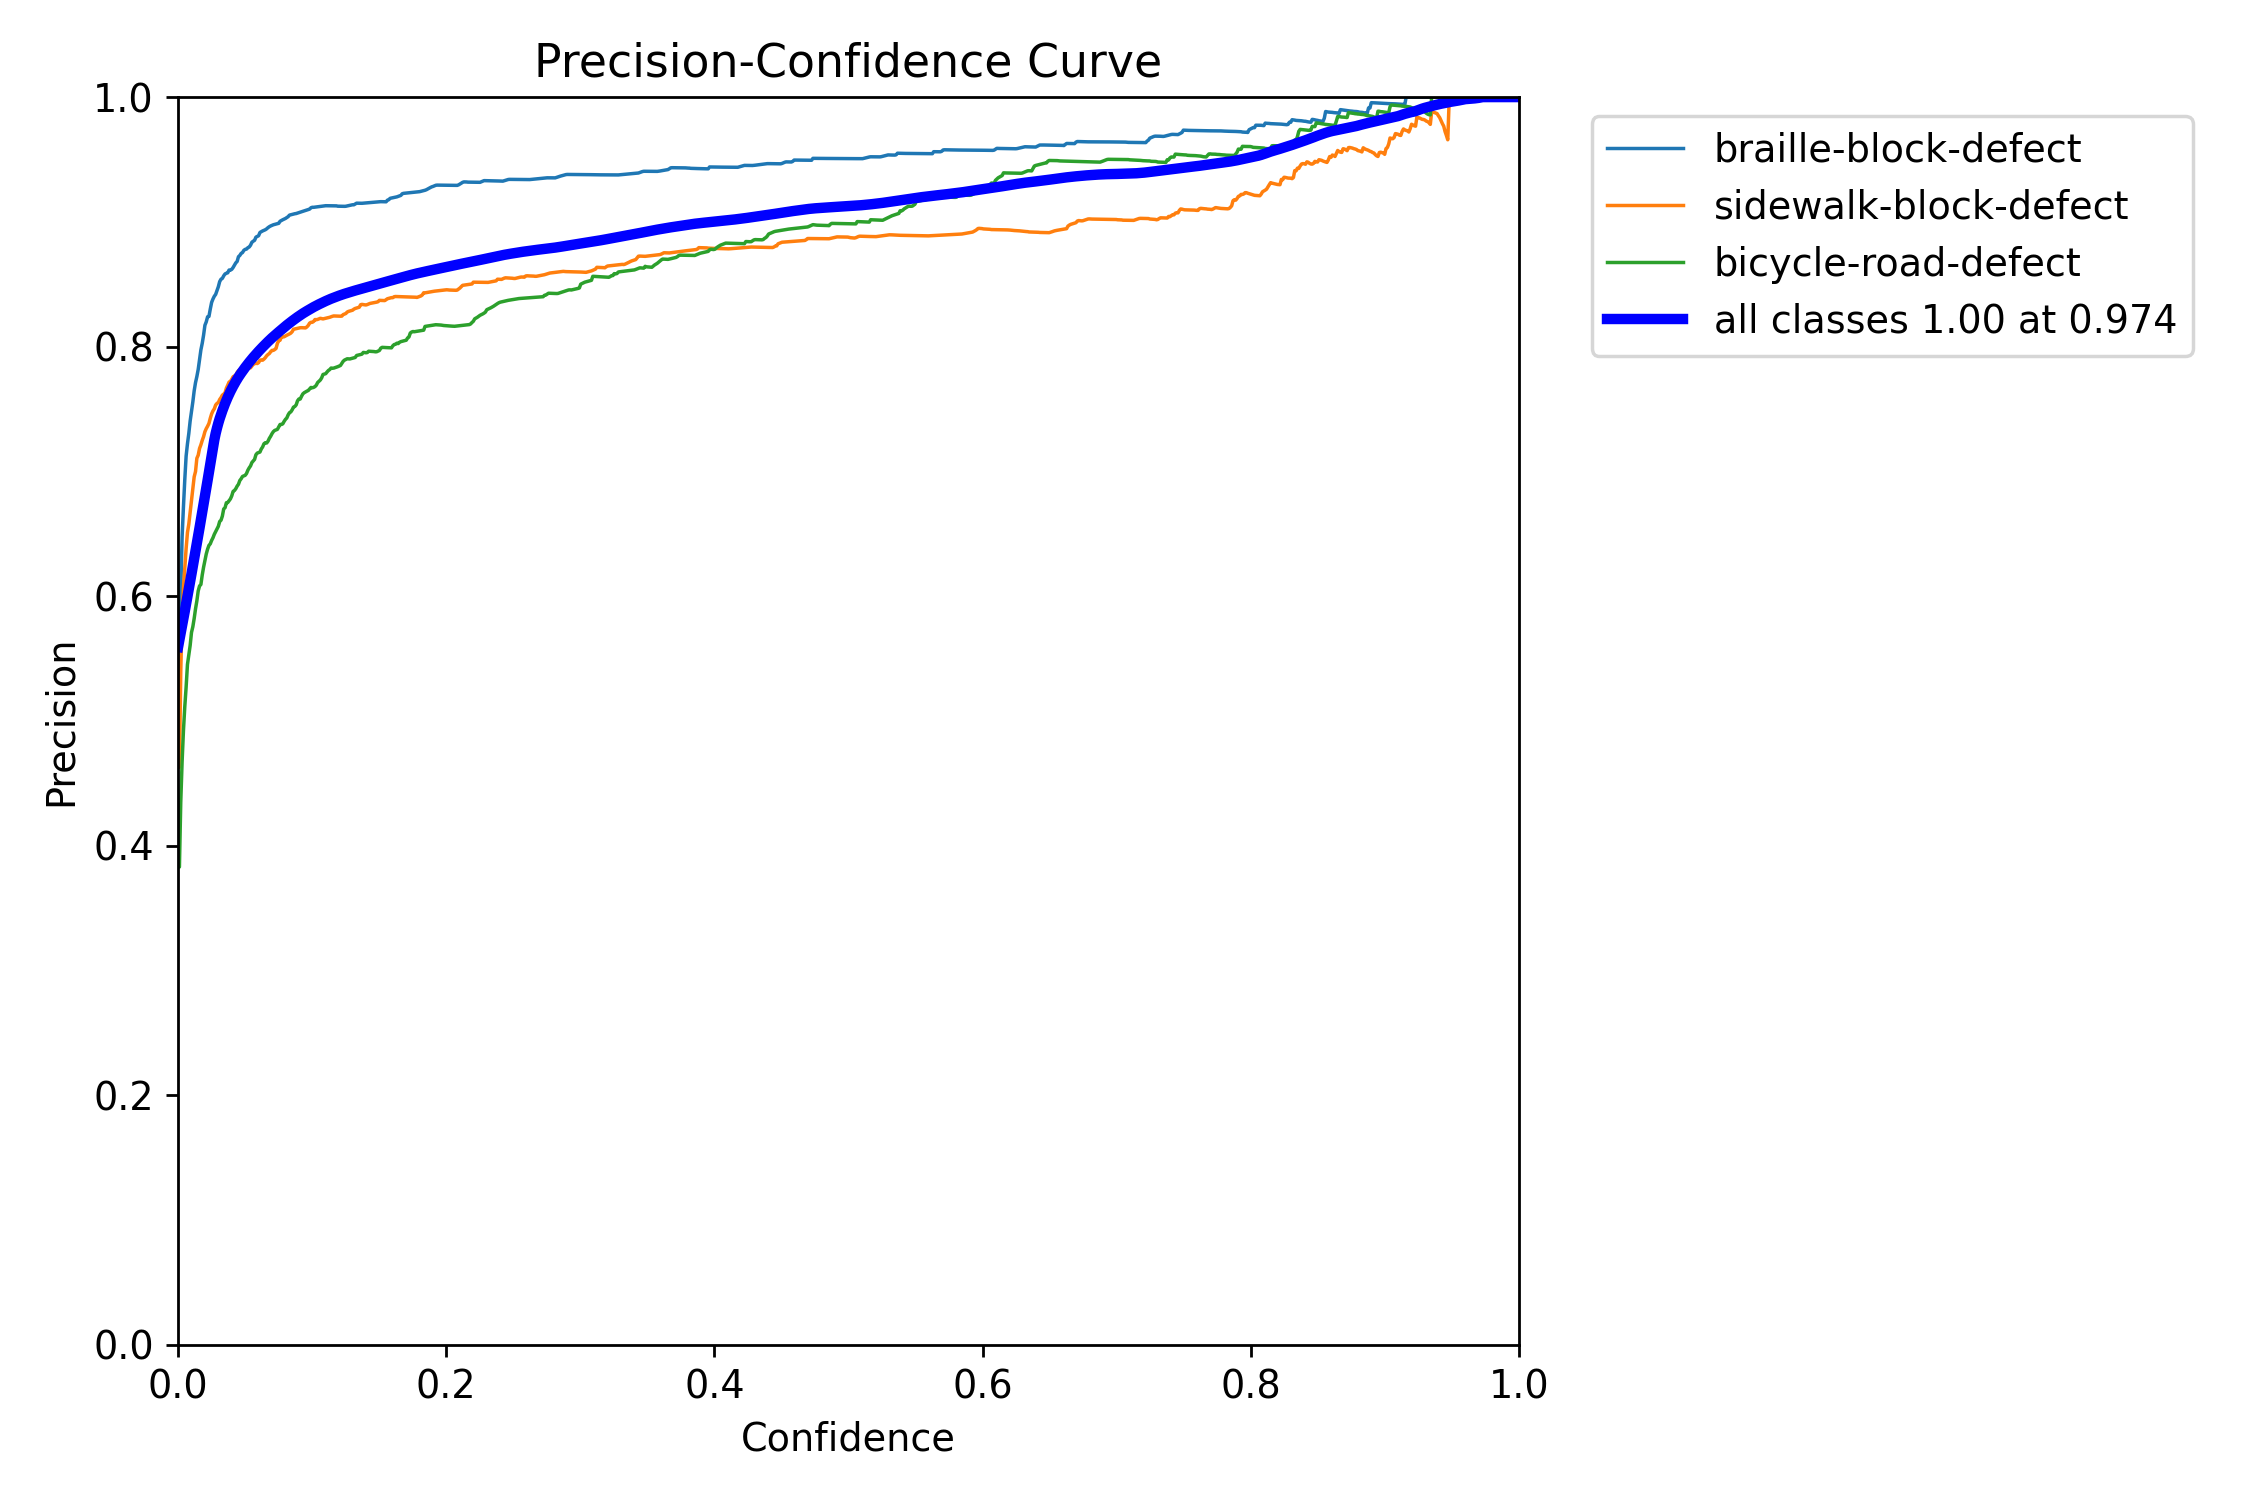 Precision-Confidence Curve
1.0
0.8
0.6
0.4
0.2
0.0
Precision
0.0 0.2 0.4 0.6 0.8 1.0
Confidence
braille-block-defect
sidewalk-block-defect
bicycle-road-defect
all classes 1.00 at 0.974